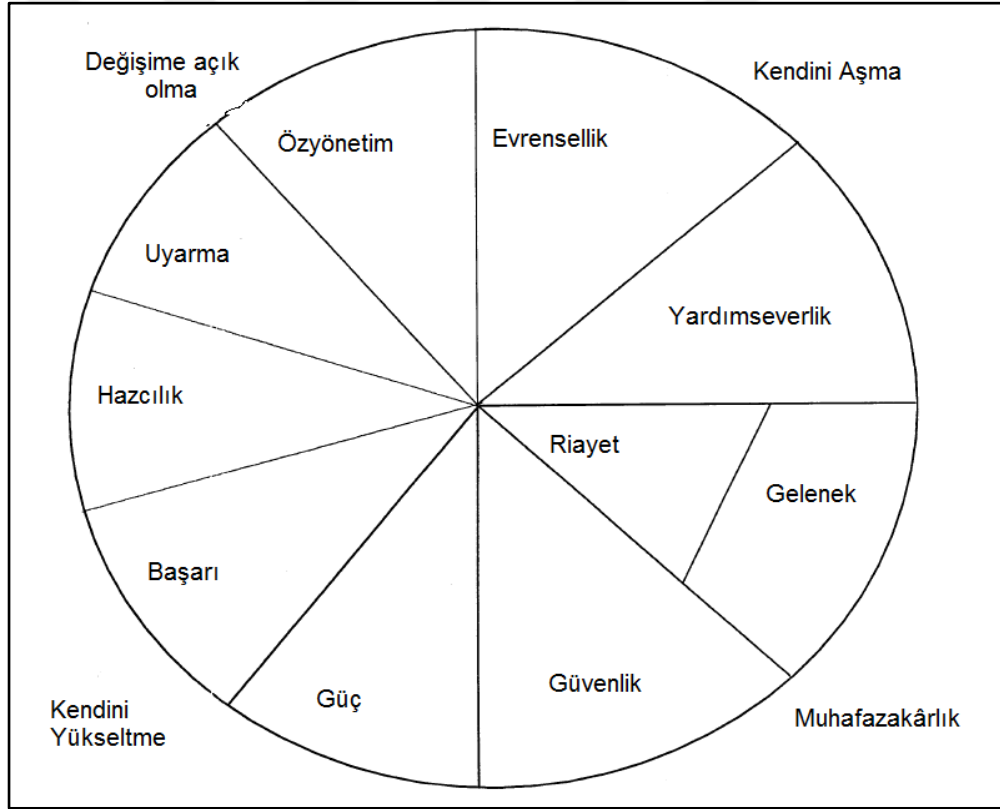 Değişime açık
olma
Kendini Aşma
Özyönetim
Evrensellik
Uyarma
Yardımseverlik
Hazcılık
Riayet
Gelenek
Başarı
Güç
Güvenlik
Kendini
Yükseltme
Muhafazakârlık